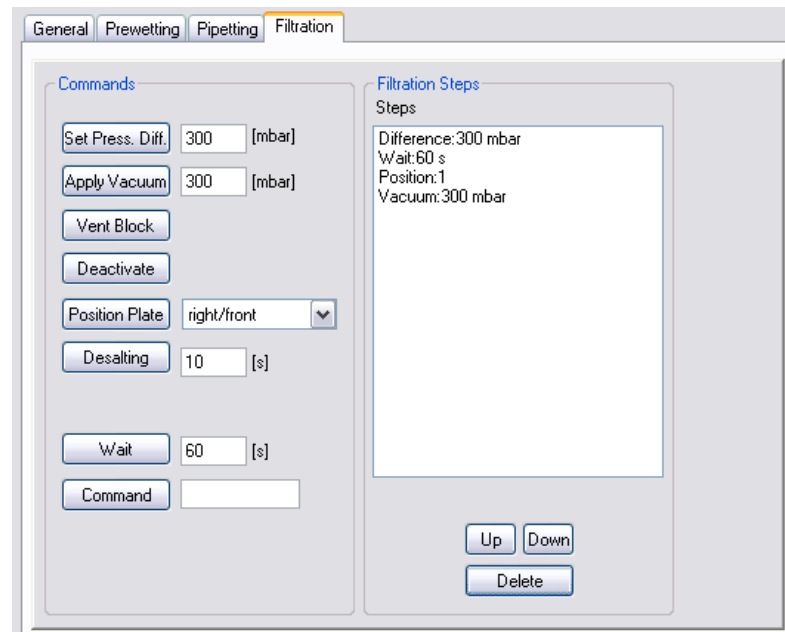 General Prewetting Pipetting Filtration
Commands
Set Press. Diff. 300 [mbar]
Apply Vacuum 300 [mbar]
Vent Block
Deactivate
Position Plate right/front
Desalting 10 [s]
Wait 60 [s]
Command
Filtration Steps
Steps
Difference:300 mbar
Wait:60 s
Position:1
Vacuum:300 mbar
Up Down
Delete